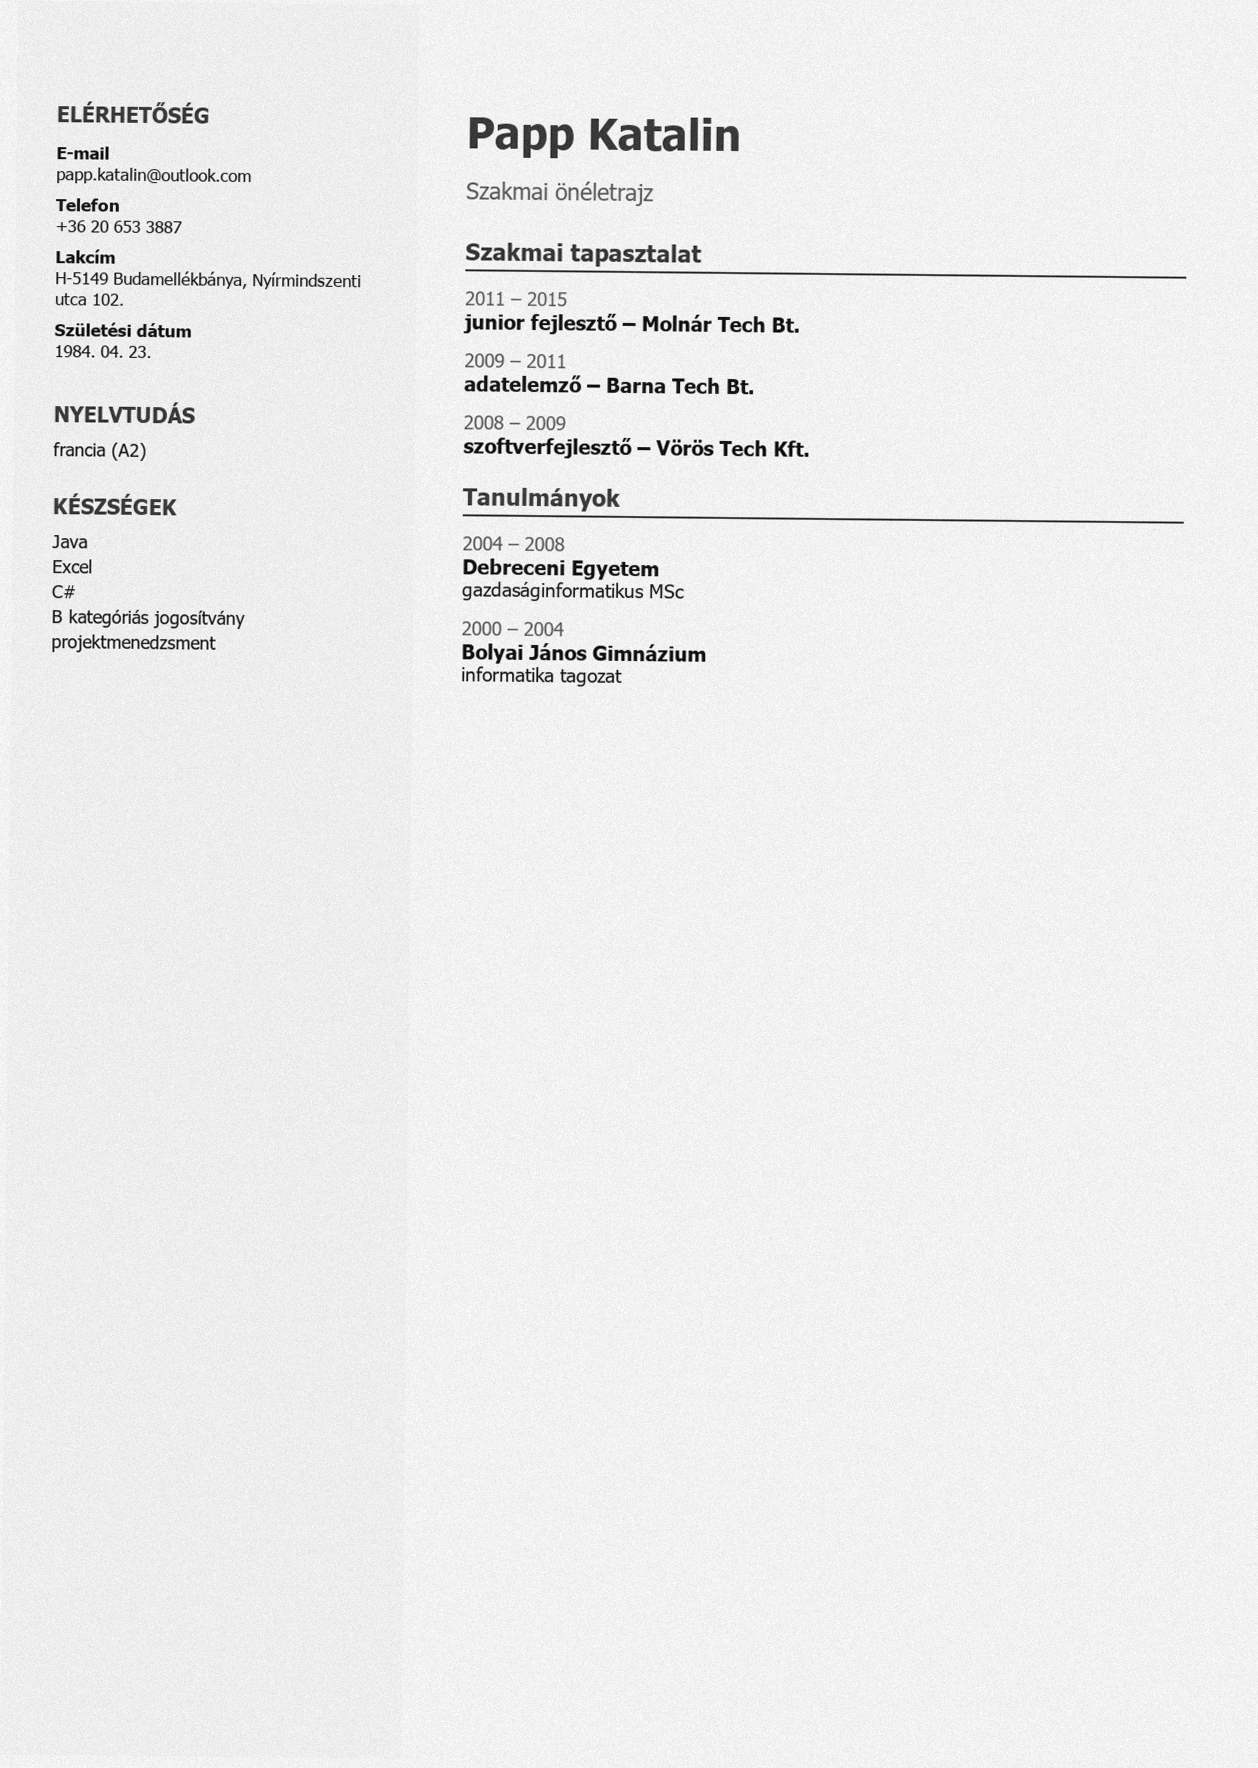 ELÉRHETŐSÉG
E-mail
papp.katalin@outlook.com
Telefon
+36 20 653 3887
Lakcím
H-5149 Budamellékbánya, Nyírmindszenti
utca 102.
Születési dátum
1984. 04. 23.
NYELVTUDÁS
francia (A2)
KÉSZSÉGEK
Java
Excel
C#
B kategóriás jogosítvány
projektmenedzsment
Papp Katalin
Szakmai önéletrajz
Szakmai tapasztalat
2011 – 2015
junior fejlesztő – Molnár Tech Bt.
2009 – 2011
adatelemző – Barna Tech Bt.
2008 – 2009
szoftverfejlesztő – Vörös Tech Kft.
Tanulmányok
2004 – 2008
Debreceni Egyetem
gazdaságinformatikus MSc
2000 – 2004
Bolyai János Gimnázium
informatika tagozat